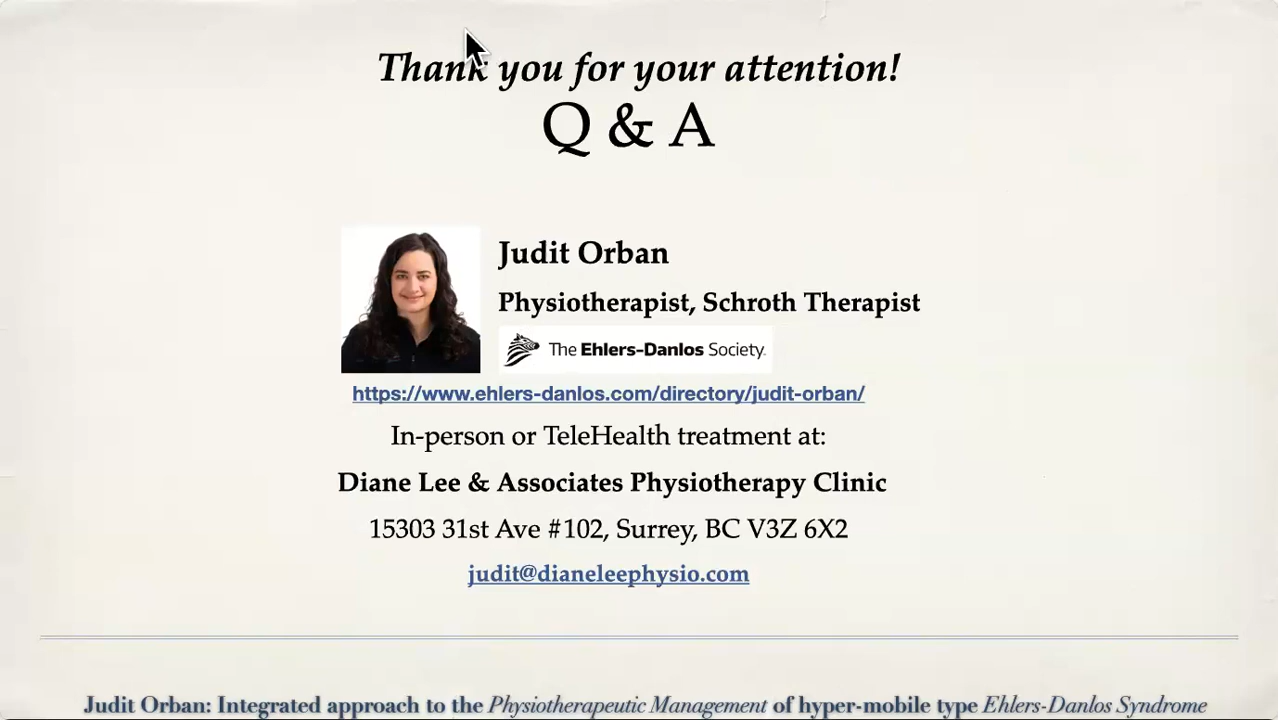 Thank you for your attention!
Q & A
Judit Orban
Physiotherapist, Schroth Therapist
The Ehlers-Danlos Society.
https://www.ehlers-danlos.com/directory/judit-orban/
In-person or TeleHealth treatment at:
Diane Lee & Associates Physiotherapy Clinic
15303 31st Ave #102, Surrey, BC V3Z 6X2
judit@dianeleephysio.com
Judit Orban: Integrated approach to the Physiotherapeutic Management of hyper-mobile type Ehlers-Danlos Syndrome